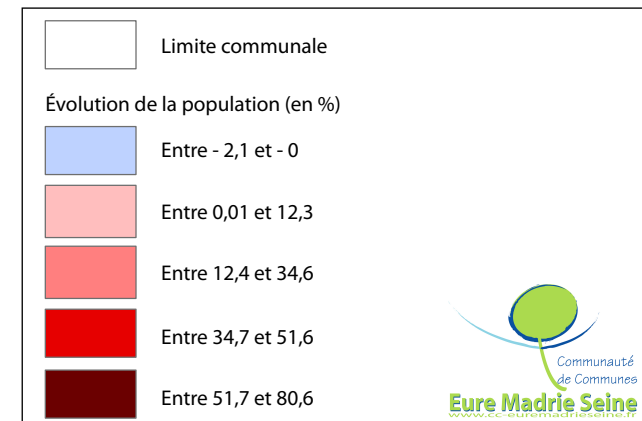 Limite communale
Évolution de la population (en %)
Entre - 2,1 et - 0
Entre 0,01 et 12,3
Entre 12,4 et 34,6
Entre 34,7 et 51,6
Entre 51,7 et 80,6
Communauté
de Communes
Eure Madrie Seine
www.cc-euremadrieseine.fr